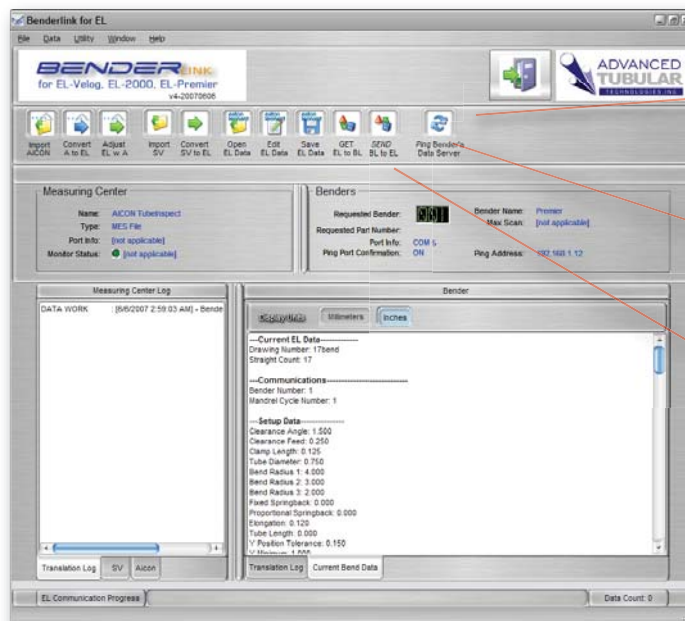 Benderlink for EL
File Data Utility Window Help
BENDERLINK
for EL-Velog, EL-2000, EL-Premier
v4-20070606
ADVANCED
TUBULAR
TECHNOLOGIES INC
Import AICON
Convert A to EL
Adjust EL w A
Import SV
Convert SV to EL
Open EL Data
Edit EL Data
Save EL Data
GET EL to BL
SEND BL to EL
Ping Bender's Data Server
Measuring Center
Name: AICON TubeInspect
Type: MES File
Port Info: [not applicable]
Monitor Status: [not applicable]
Benders
Requested Bender:
Bender Name: Premier
Max Scan: [not applicable]
Requested Part Number:
Port Info: COM 5
Ping Port Confirmation: ON
Ping Address: 192.168.1.12
Measuring Center Log
DATA WORK : [6/6/2007 2:59:03 AM] - Bende
Translation Log SV Aicon
Bender
Display Units Millimeters Inches
---Current EL Data------------
Drawing Number: 17bend
Straight Count: 17
---Communications--------------------------
Bender Number: 1
Mandrel Cycle Number: 1
---Setup Data--------------
Clearance Angle: 1.500
Clearance Feed: 0.250
Clamp Length: 0.125
Tube Diameter: 0.750
Bend Radius 1: 4.000
Bend Radius 2: 3.000
Bend Radius 3: 2.000
Fixed Springback: 0.000
Proportional Springback: 0.000
Elongation: 0.120
Tube Length: 0.000
Y Position Tolerance: 0.150
Y Minimum: 1.000
Translation Log Current Bend Data
EL Communication Progress
Data Count: 0